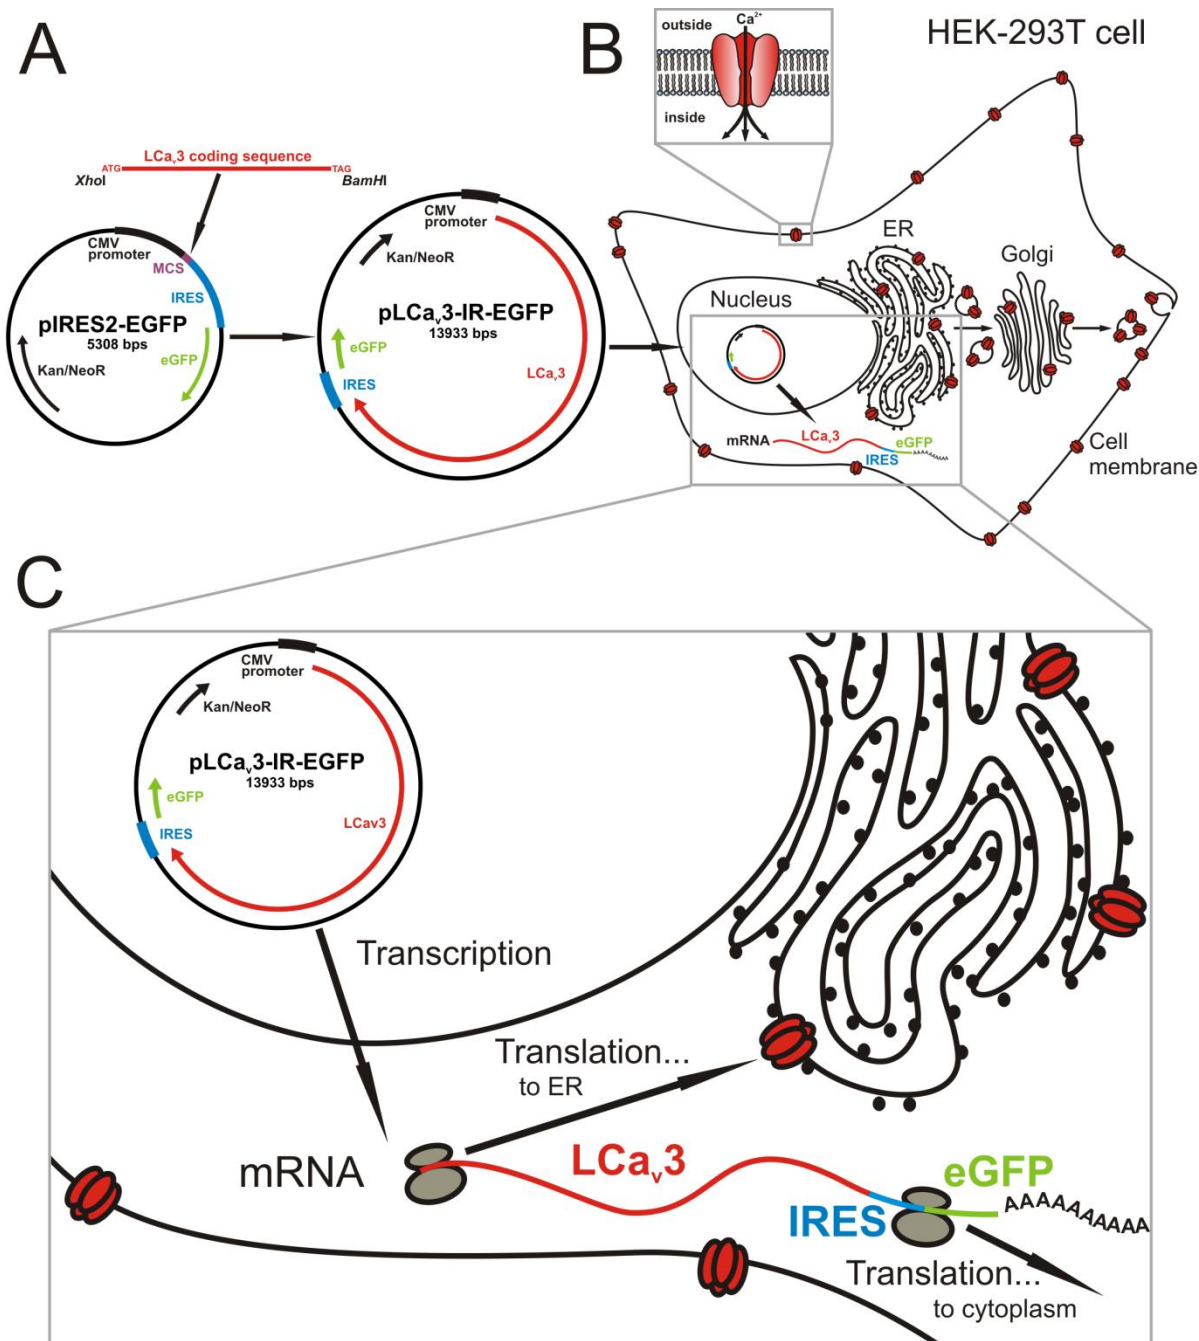 A
LCaᵥ3 coding sequence
ATG
TAG
XhoI
BamHI
CMV
promoter
MCS
IRES
pIRES2-EGFP
5308 bps
eGFP
Kan/NeoR
CMV
promoter
Kan/NeoR
pLCaᵥ3-IR-EGFP
13933 bps
eGFP
IRES
LCaᵥ3
B
outside
Ca²⁺
inside
HEK-293T cell
ER
Golgi
Nucleus
mRNA
LCaᵥ3
eGFP
IRES
AAAAAAAAAA
Cell
membrane
C
CMV
promoter
Kan/NeoR
pLCaᵥ3-IR-EGFP
13933 bps
eGFP
IRES
LCav3
Transcription
Translation...
to ER
mRNA
LCaᵥ3
IRES
eGFP
AAAAAAAAAA
Translation...
to cytoplasm